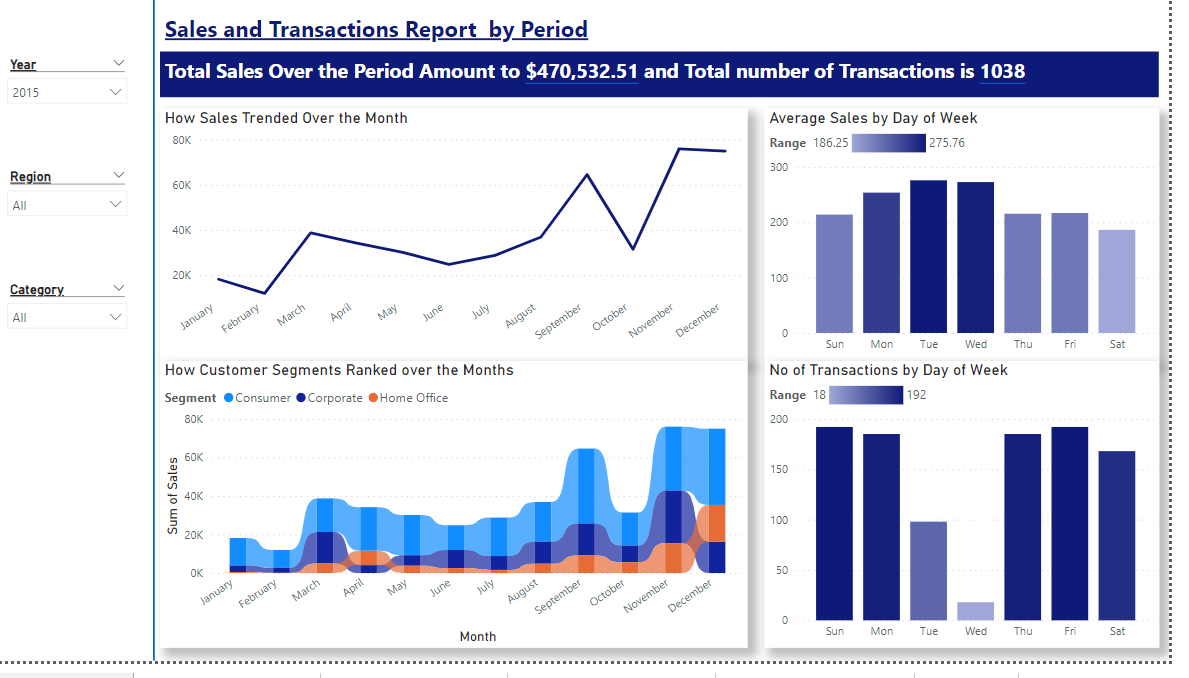 Sales and Transactions Report  by Period
Total Sales Over the Period Amount to $470,532.51 and Total number of Transactions is 1038
Year
2015
Region
All
Category
All
How Sales Trended Over the Month
80K
60K
40K
20K
January February March April May June July August September October November December
Average Sales by Day of Week
Range 186.25 275.76
300
200
100
0
Sun Mon Tue Wed Thu Fri Sat
How Customer Segments Ranked over the Months
Segment Consumer Corporate Home Office
Sum of Sales
80K
60K
40K
20K
0K
January February March April May June July August September October November December
Month
No of Transactions by Day of Week
Range 18 192
200
150
100
50
0
Sun Mon Tue Wed Thu Fri Sat